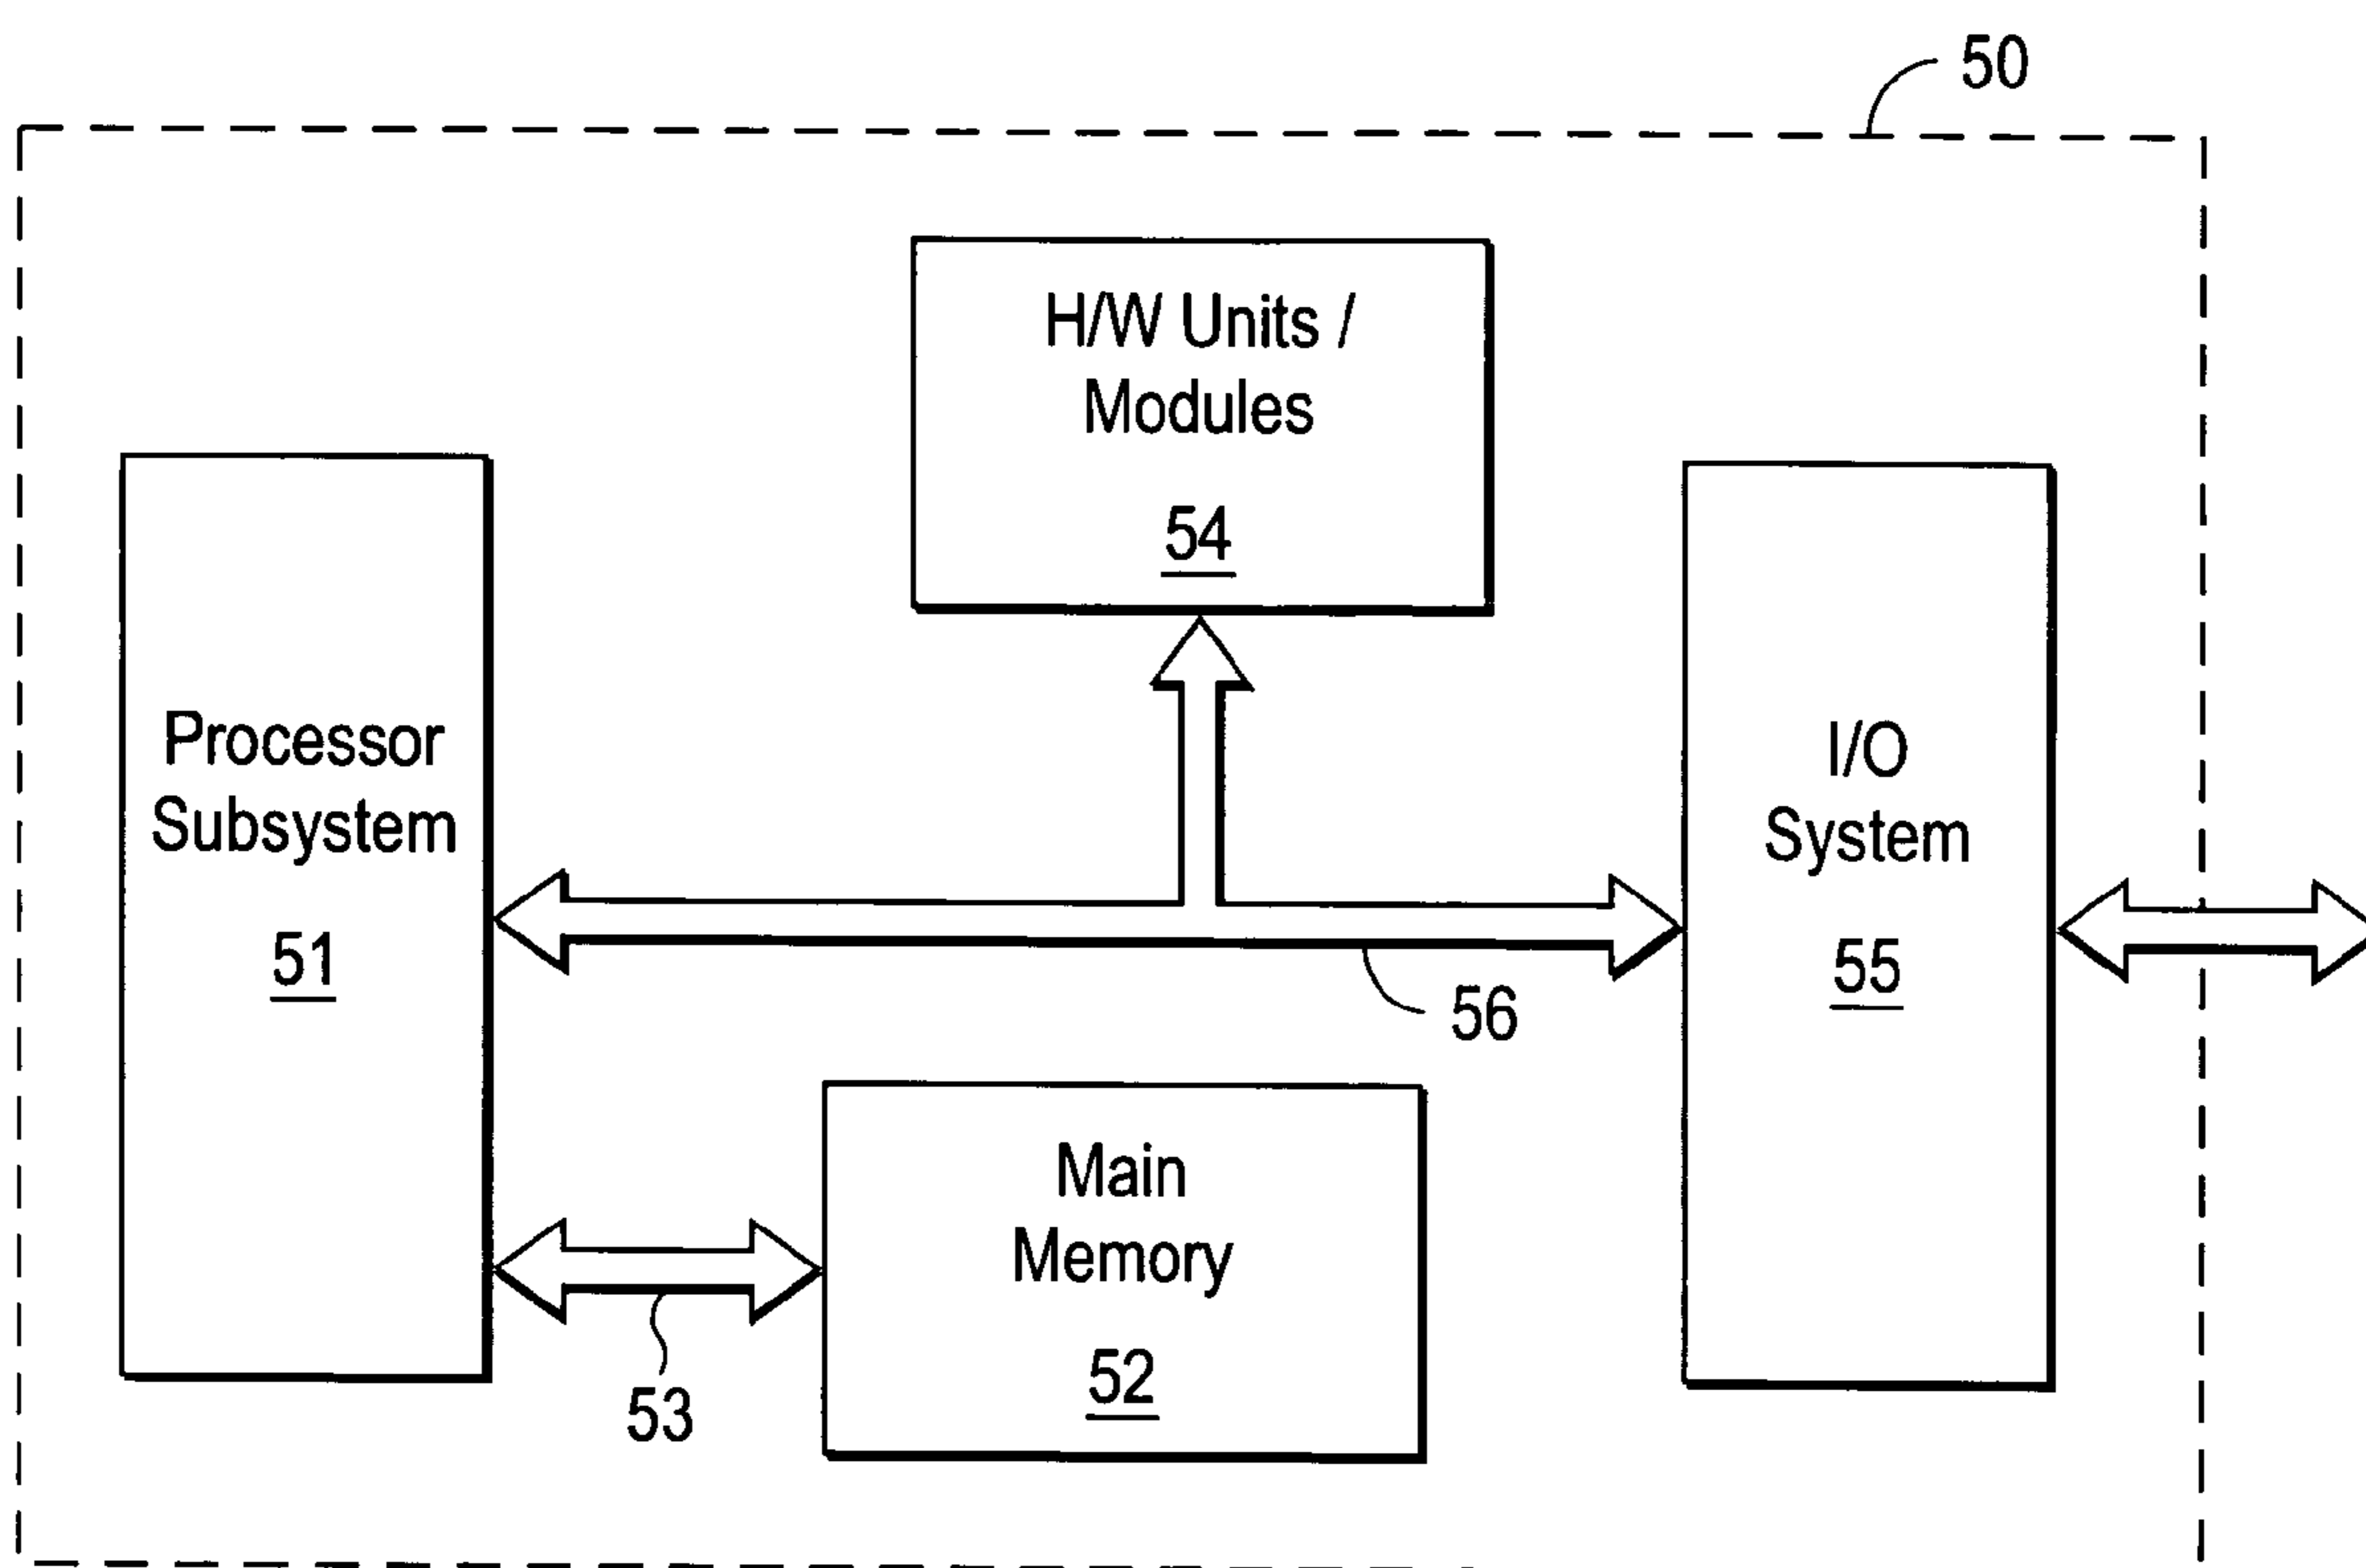 50
H/W Units /
Modules
54
Processor
Subsystem
51
I/O
System
55
56
Main
Memory
52
53